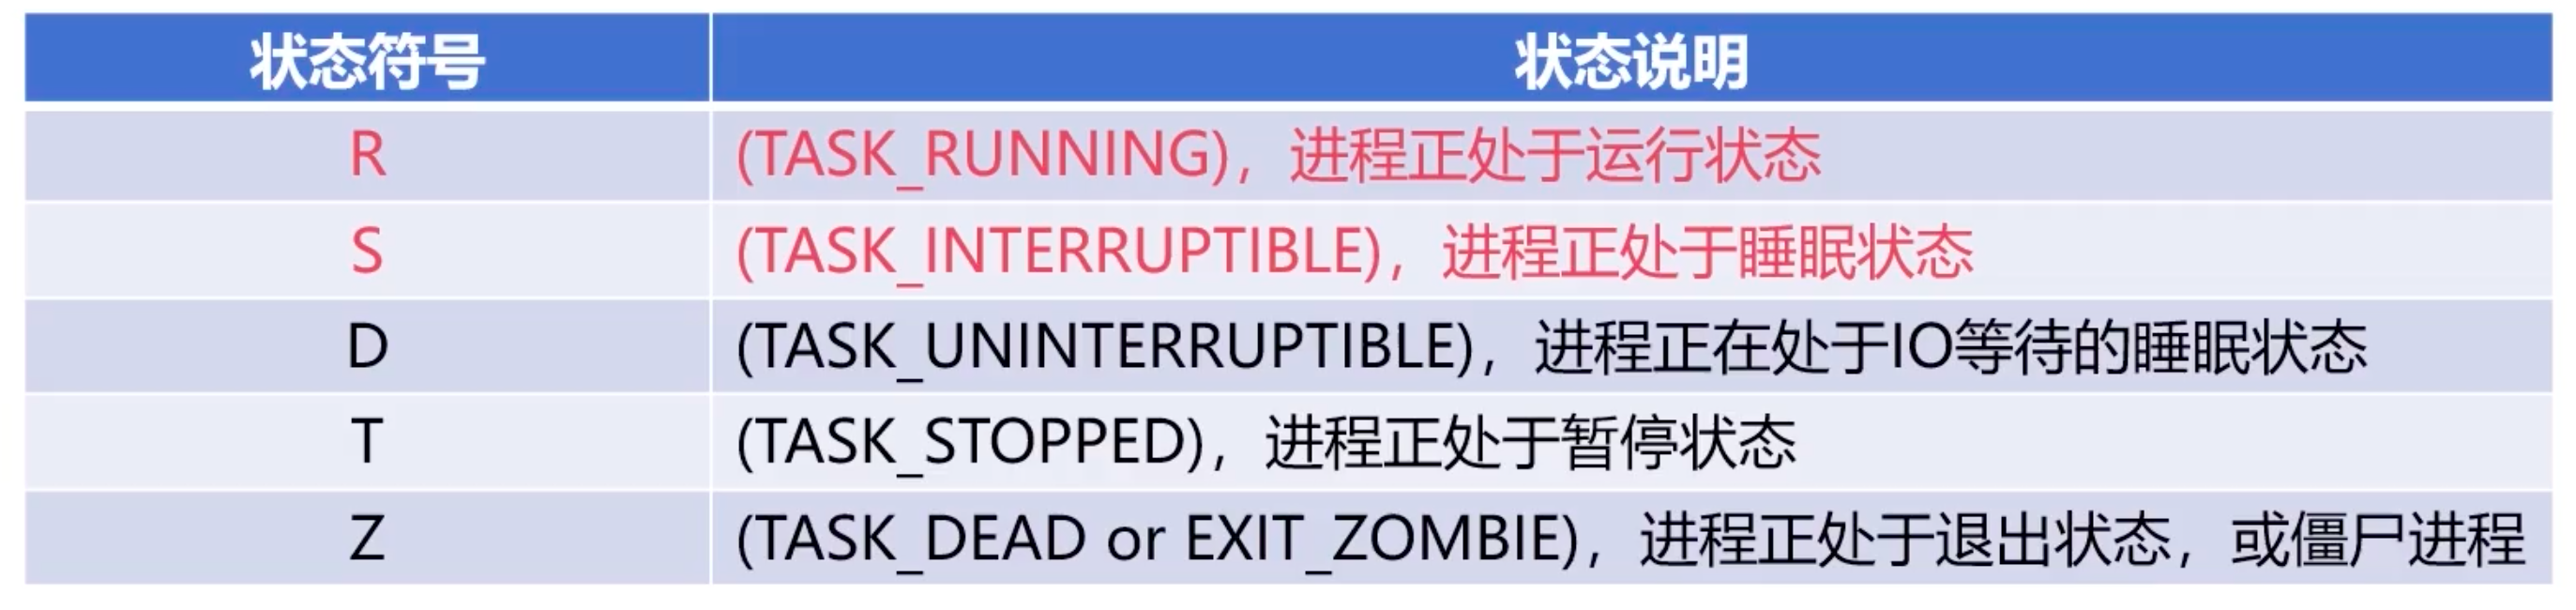 状态符号 状态说明
R (TASK_RUNNING)，进程正处于运行状态
S (TASK_INTERRUPTIBLE)，进程正处于睡眠状态
D (TASK_UNINTERRUPTIBLE)，进程正在处于IO等待的睡眠状态
T (TASK_STOPPED)，进程正处于暂停状态
Z (TASK_DEAD or EXIT_ZOMBIE)，进程正处于退出状态，或僵尸进程